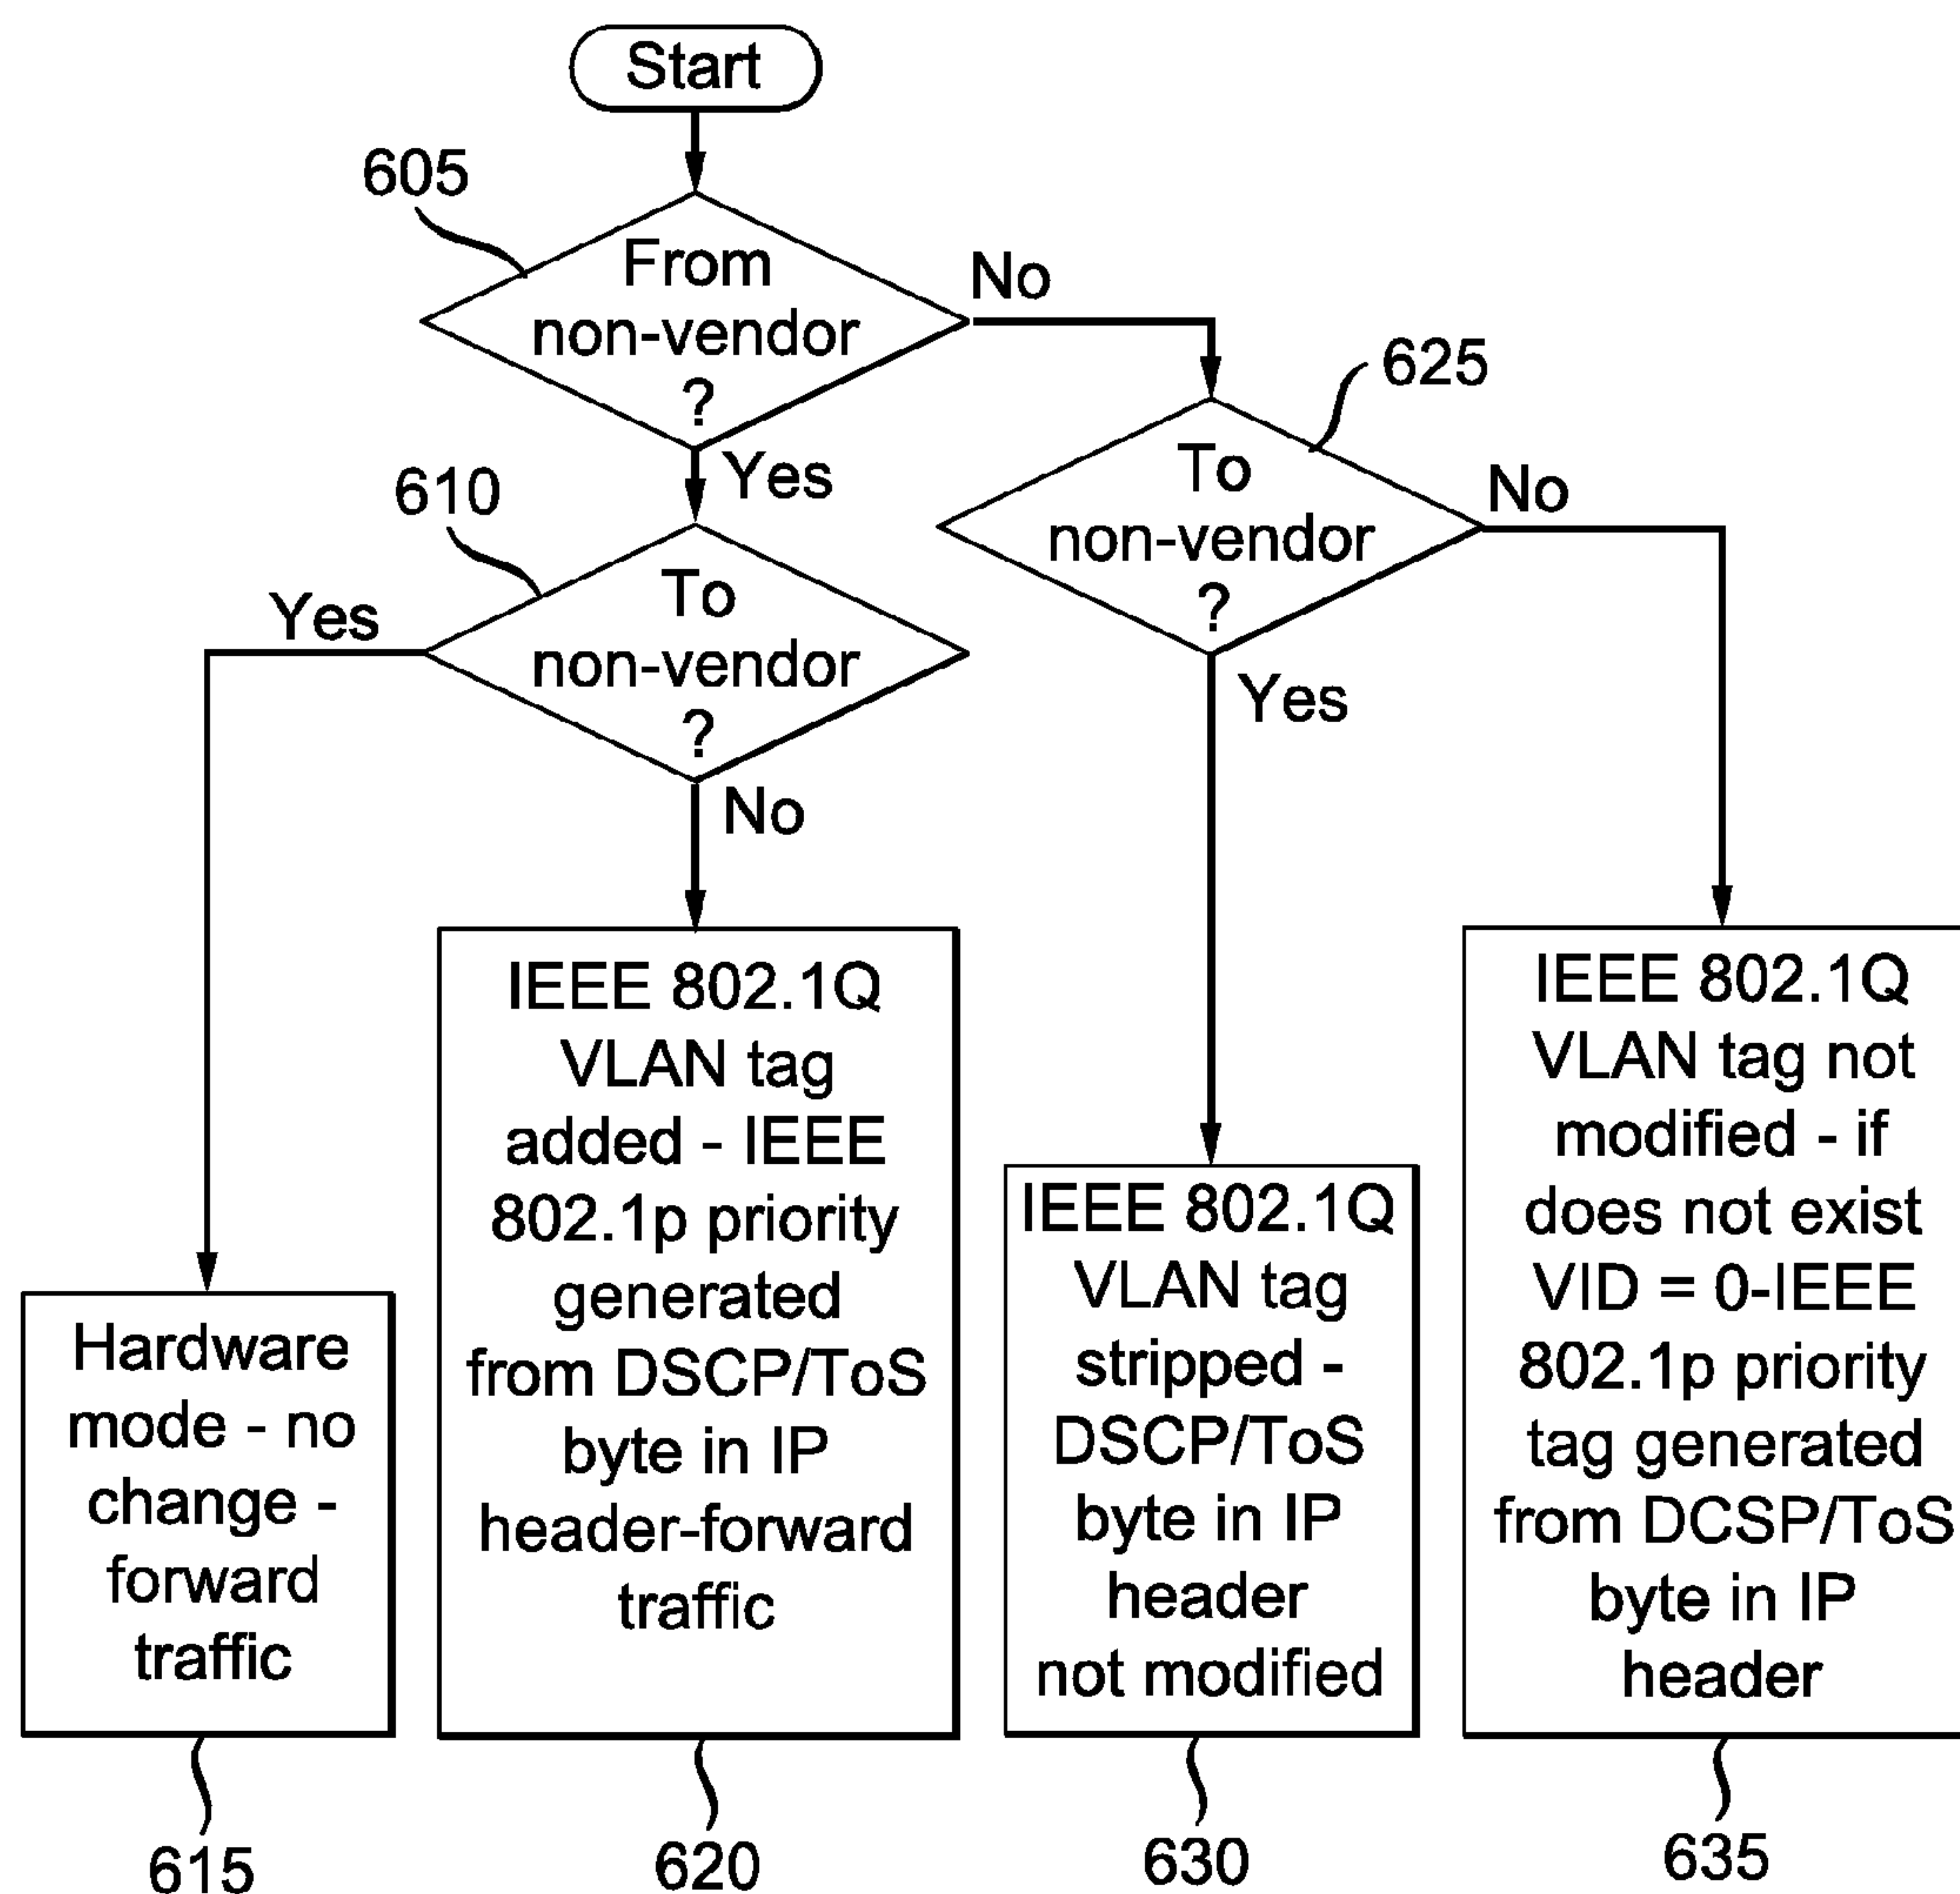 Start
605
From
non-vendor
?
No
Yes
625
To
non-vendor
?
No
Yes
610
To
non-vendor
?
Yes
No
Hardware
mode - no
change -
forward
traffic
615
IEEE 802.1Q
VLAN tag
added - IEEE
802.1p priority
generated
from DSCP/ToS
byte in IP
header-forward
traffic
620
IEEE 802.1Q
VLAN tag
stripped -
DSCP/ToS
byte in IP
header
not modified
630
IEEE 802.1Q
VLAN tag not
modified - if
does not exist
VID = 0-IEEE
802.1p priority
tag generated
from DCSP/ToS
byte in IP
header
635